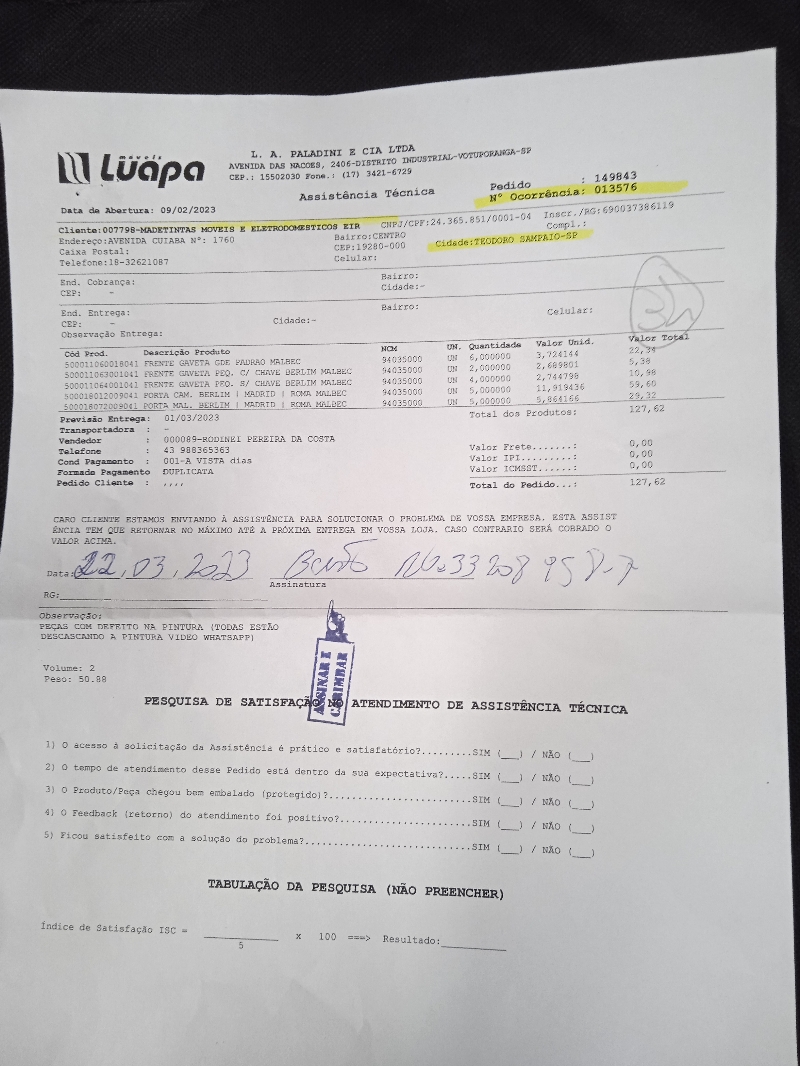 móveis
Luapa
L. A. PALADINI E CIA LTDA
AVENIDA DAS NACOES, 2406-DISTRITO INDUSTRIAL-VOTUPORANGA-SP
CEP.: 15502030 Fone.: (17) 3421-6729
Assistência Técnica
Pedido : 149843
Nº Ocorrência: 013576
Data de Abertura: 09/02/2023
Cliente:007798-MADETINTAS MOVEIS E ELETRODOMESTICOS EIR CNPJ/CPF:24.365.851/0001-04 Inscr./RG:690037386119
Endereço:AVENIDA CUIABA Nº: 1760 Bairro:CENTRO Compl.:
Caixa Postal: CEP:19280-000 Cidade:TEODORO SAMPAIO-SP
Telefone:18-32621087 Celular:
End. Cobrança: Bairro:
CEP: - Cidade:-
End. Entrega: Bairro:
CEP: - Cidade:- Celular:
Observação Entrega:
Cód Prod. Descrição Produto NCM UN. Quantidade Valor Unid. Valor Total
500011060018041 FRENTE GAVETA GDE PADRAO MALBEC 94035000 UN 6,000000 3,724144 22,34
500011063001041 FRENTE GAVETA PEQ. C/ CHAVE BERLIM MALBEC 94035000 UN 2,000000 2,689801 5,38
500011064001041 FRENTE GAVETA PEQ. S/ CHAVE BERLIM MALBEC 94035000 UN 4,000000 2,744798 10,98
500018012009041 PORTA CAM. BERLIM | MADRID | ROMA MALBEC 94035000 UN 5,000000 11,919436 59,60
500018072009041 PORTA MAL. BERLIM | MADRID | ROMA MALBEC 94035000 UN 5,000000 5,864166 29,32
Previsão Entrega: 01/03/2023 Total dos Produtos: 127,62
Transportadora : -
Vendedor : 000089-RODINEI PEREIRA DA COSTA
Telefone : 43 988365363 Valor Frete.......: 0,00
Cond Pagamento : 001-A VISTA dias Valor IPI.........: 0,00
Formado Pagamento : DUPLICATA Valor ICMSST......: 0,00
Pedido Cliente : ,,,, Total do Pedido...: 127,62
CARO CLIENTE ESTAMOS ENVIANDO À ASSISTÊNCIA PARA SOLUCIONAR O PROBLEMA DE VOSSA EMPRESA, ESTA ASSIST
ÊNCIA TEM QUE RETORNAR NO MÁXIMO ATÉ A PRÓXIMA ENTREGA EM VOSSA LOJA. CASO CONTRARIO SERÁ COBRADO O
VALOR ACIMA.
Data: 22,03,2023
Assinatura
RG:
Observação:
PEÇAS COM DEFEITO NA PINTURA (TODAS ESTÃO
DESCASCANDO A PINTURA VIDEO WHATSAPP)
ASSINAR E
CARIMBAR
Volume: 2
Peso: 50.88
PESQUISA DE SATISFAÇÃO NO ATENDIMENTO DE ASSISTÊNCIA TÉCNICA
1) O acesso à solicitação da Assistência é prático e satisfatório?.........SIM (___) / NÃO (___)
2) O tempo de atendimento desse Pedido está dentro da sua expectativa?.....SIM (___) / NÃO (___)
3) O Produto/Peça chegou bem embalado (protegido)?.........................SIM (___) / NÃO (___)
4) O Feedback (retorno) do atendimento foi positivo?.......................SIM (___) / NÃO (___)
5) Ficou satisfeito com a solução do problema?.............................SIM (___) / NÃO (___)
TABULAÇÃO DA PESQUISA (NÃO PREENCHER)
Índice de Satisfação ISC = ________ x 100 ===> Resultado:________
5